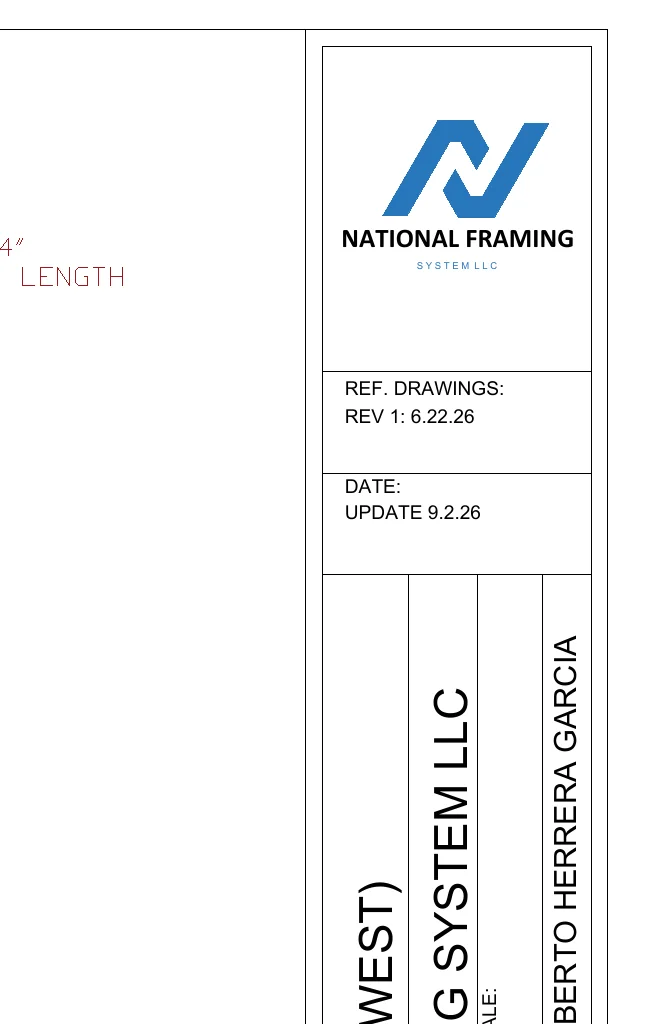 4"
LENGTH
NATIONAL FRAMING
SYSTEM LLC
REF. DRAWINGS:
REV 1: 6.22.26
DATE:
UPDATE 9.2.26
WEST)
G SYSTEM LLC
ALE:
BERTO HERRERA GARCIA